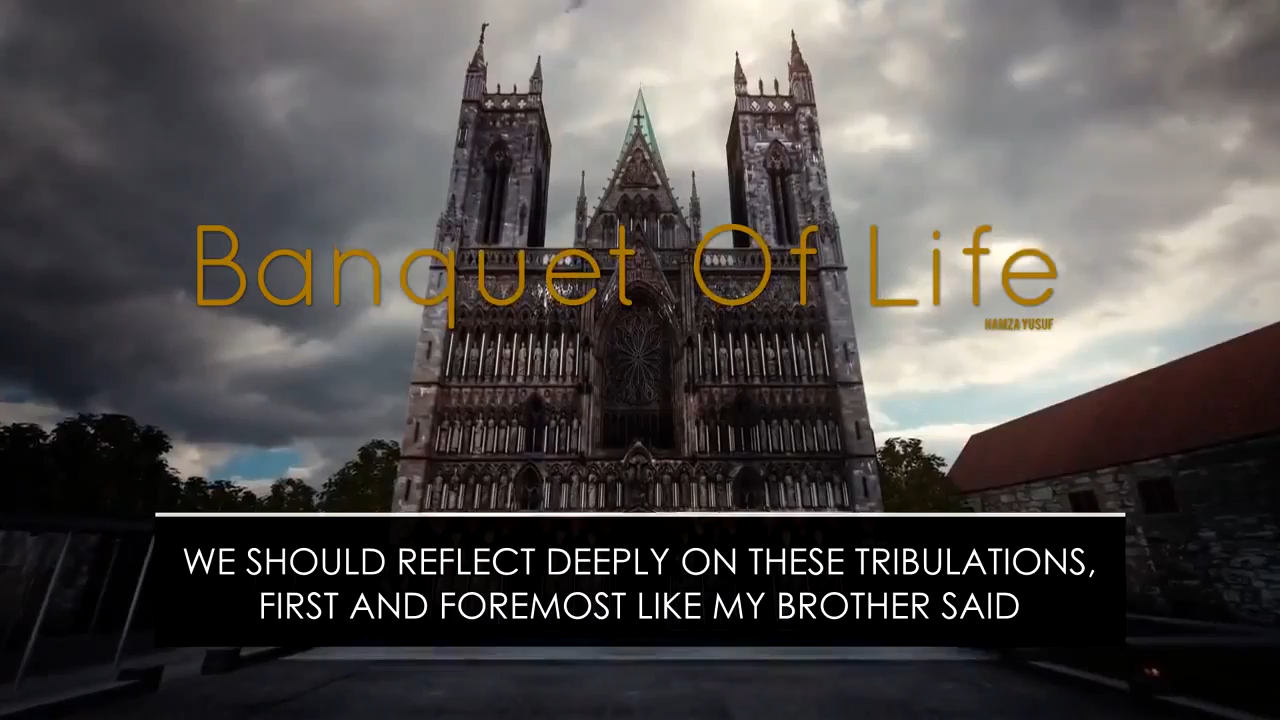 Banquet Of Life
HAMZA YUSUF
WE SHOULD REFLECT DEEPLY ON THESE TRIBULATIONS,
FIRST AND FOREMOST LIKE MY BROTHER SAID